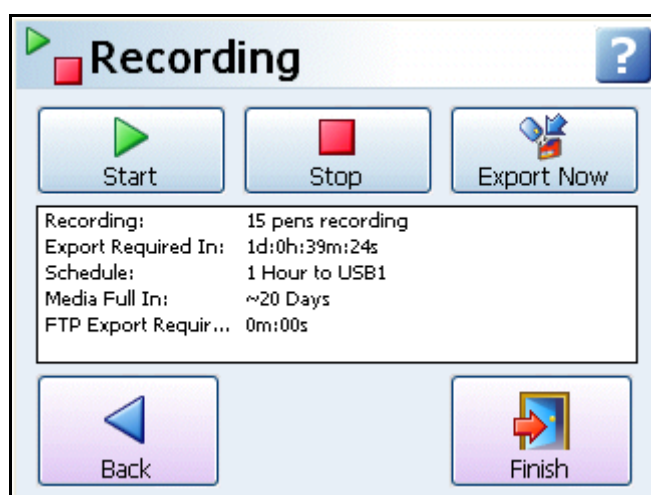 Recording
?
Start Stop Export Now
Recording: 15 pens recording
Export Required In: 1d:0h:39m:24s
Schedule: 1 Hour to USB1
Media Full In: ~20 Days
FTP Export Requir... 0m:00s
Back Finish